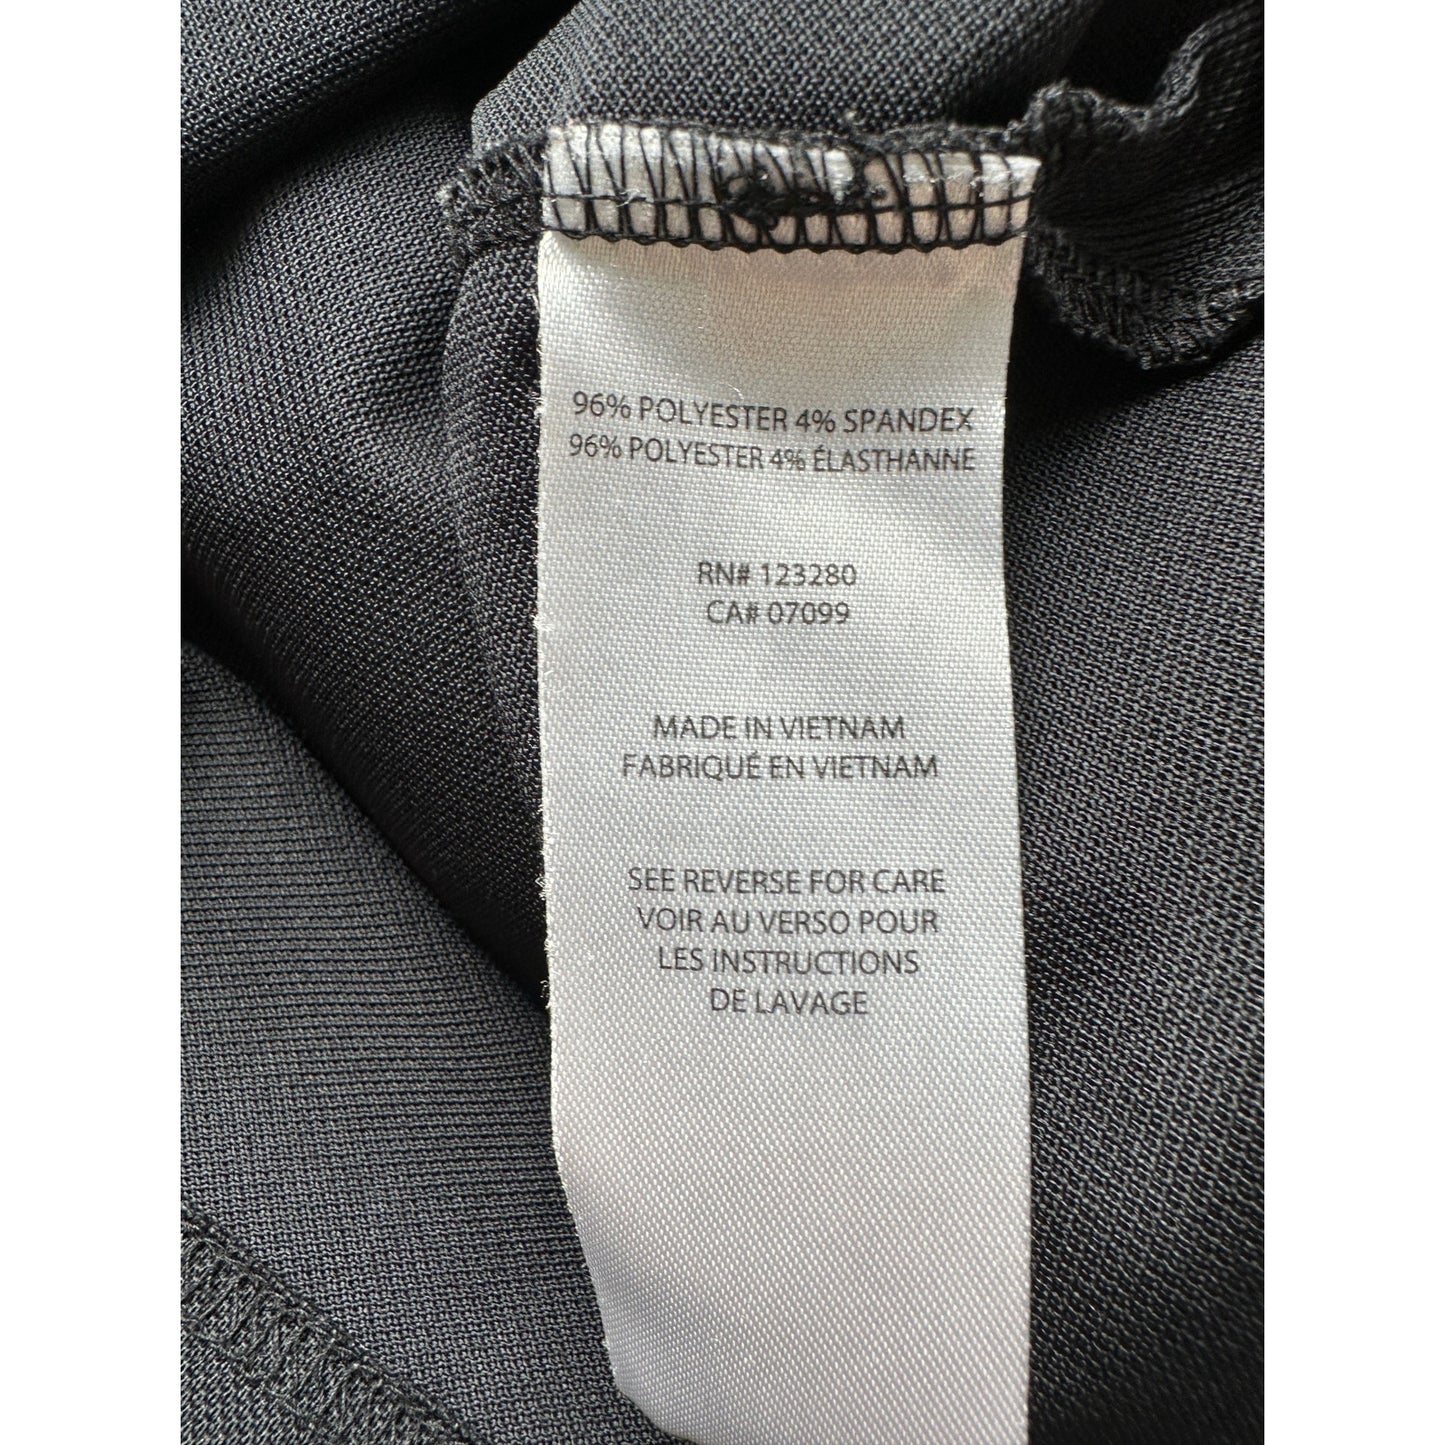 96% POLYESTER 4% SPANDEX
96% POLYESTER 4% ÉLASTHANNE
RN# 123280
CA# 07099
MADE IN VIETNAM
FABRIQUÉ EN VIETNAM
SEE REVERSE FOR CARE
VOIR AU VERSO POUR
LES INSTRUCTIONS
DE LAVAGE